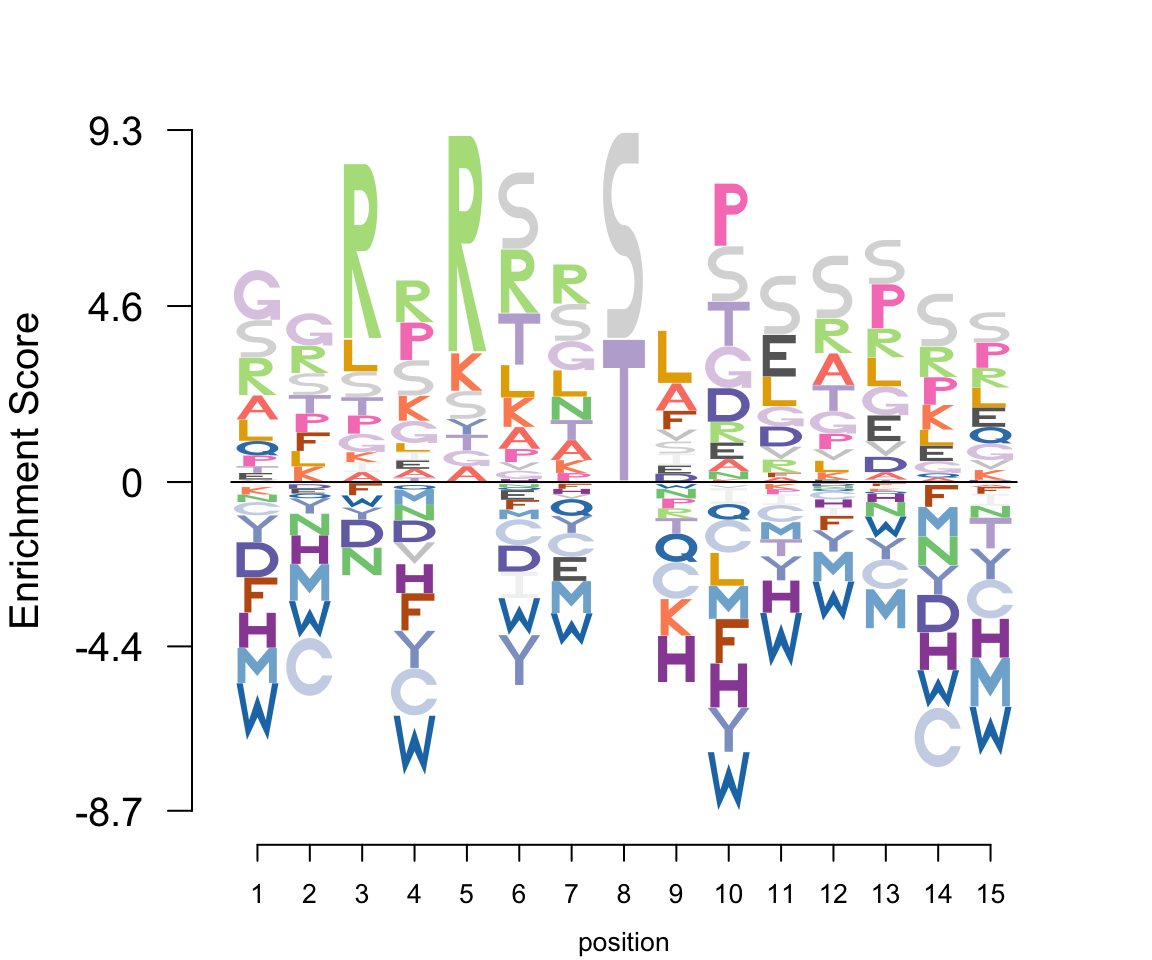 Enrichment Score
9.3
4.6
0
-4.4
-8.7
G S R A L Q P T E K N C Y D F H M W
G R S T P F L K E Q Y N H M W C
R L S T P G K I A F W Y D N
R P S K G L E A Q M N D V H F Y C W
R K S Y T G A
S R T L K A P V G E F M C D I W Y
R S G L N T A K P F H Q Y C E M W
S T
L A F V S I E D W N P R T Q C K H
P S T G D R E A N V I Q C L M F H Y W
S E L G D V R A K C M T Y H W
S R A T G P V L K Q C H I F Y M W
S P R L G E V D K A H N W Y C M
S R P K L E G Q A F M N Y D H W C
S P R L E Q G V K F N T Y C H M W
1 2 3 4 5 6 7 8 9 10 11 12 13 14 15
position